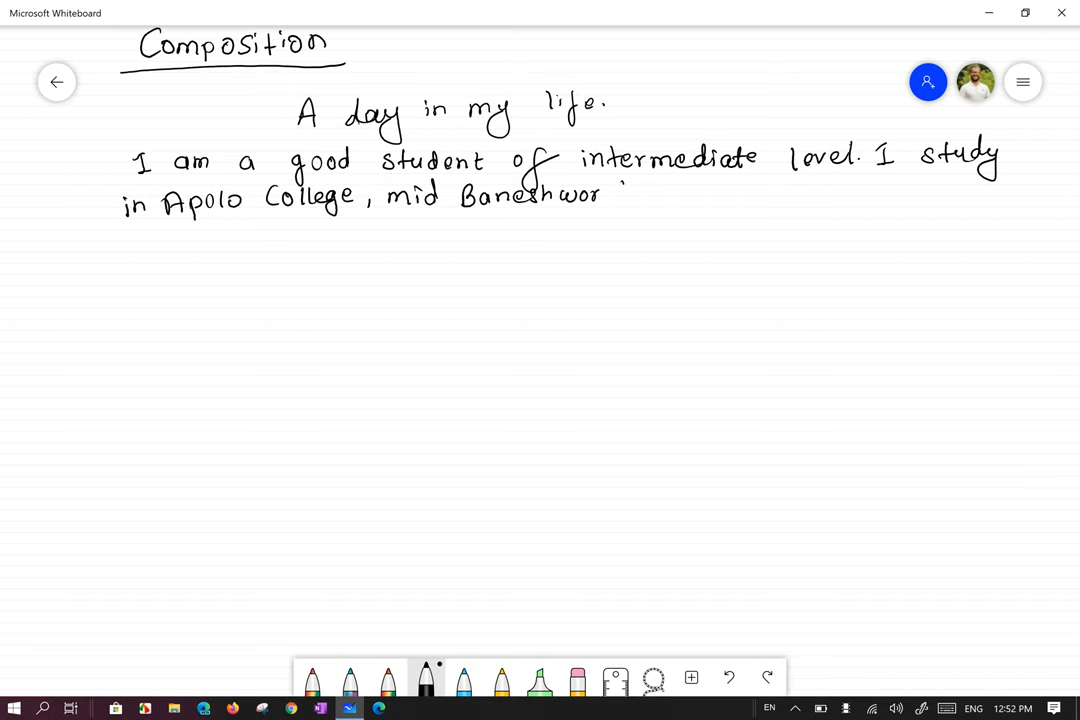 Microsoft Whiteboard
Composition
A day in my life.
I am a good student of intermediate level. I study
in Apolo College, mid Baneshwor
EN
ENG
12:52 PM